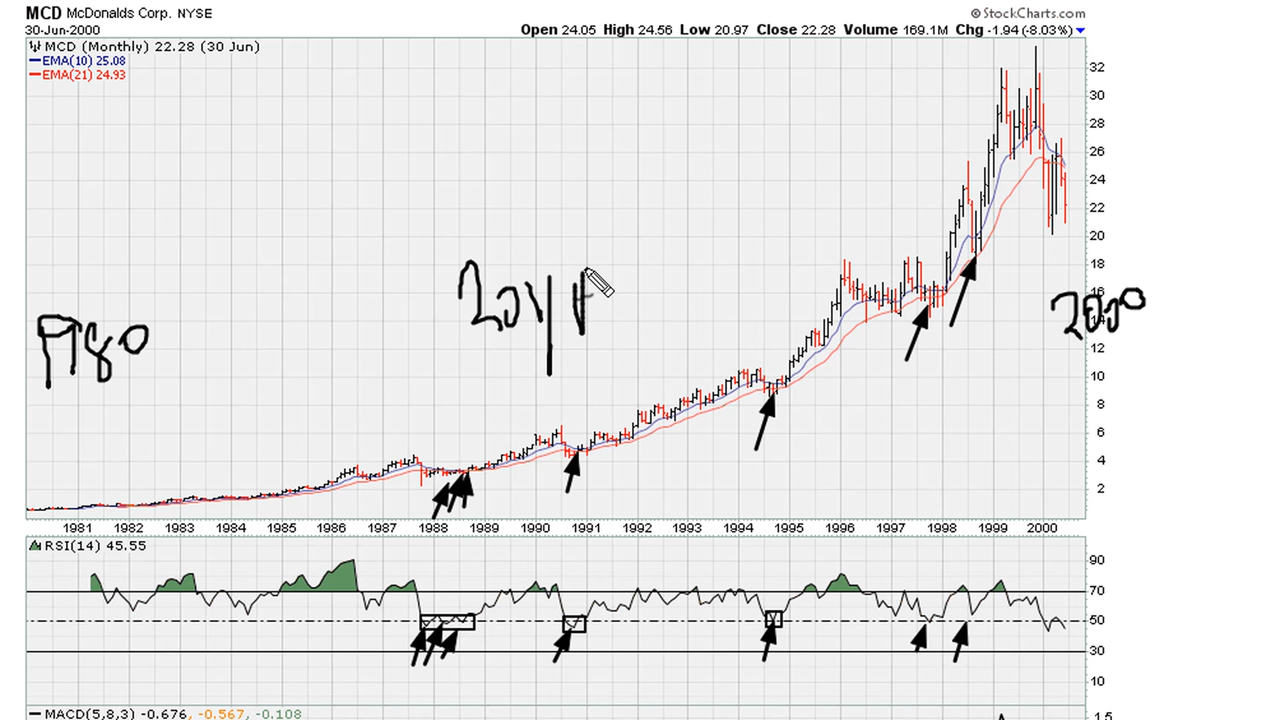 MCD McDonalds Corp. NYSE
© StockCharts.com
30-Jun-2000
Open 24.05 High 24.56 Low 20.97 Close 22.28 Volume 169.1M Chg -1.94 (-8.03%)
MCD (Monthly) 22.28 (30 Jun)
EMA(10) 25.08
EMA(21) 24.93
32
30
28
26
24
22
20
18
16
14
12
10
8
6
4
2
1980
20 y
2000
1981 1982 1983 1984 1985 1986 1987 1988 1989 1990 1991 1992 1993 1994 1995 1996 1997 1998 1999 2000
RSI(14) 45.55
90
70
50
30
10
MACD(5,8,3) -0.676, -0.567, -0.108
1.5